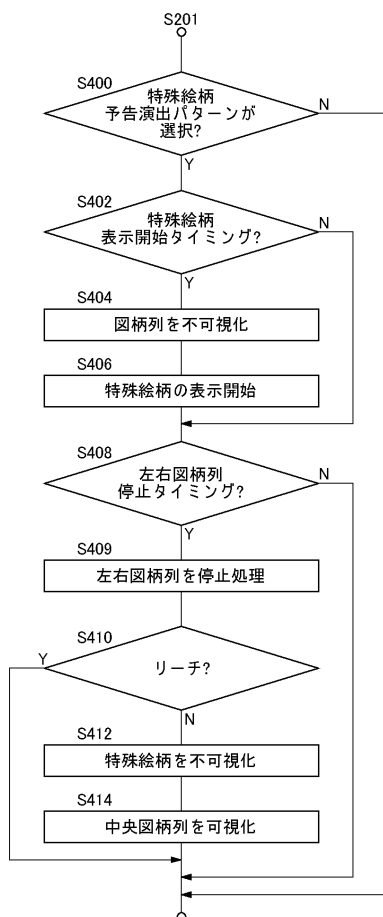 S201
S400
特殊絵柄
予告演出パターンが
選択?
N
Y
S402
特殊絵柄
表示開始タイミング?
N
Y
S404
図柄列を不可視化
S406
特殊絵柄の表示開始
S408
左右図柄列
停止タイミング?
N
Y
S409
左右図柄列を停止処理
S410
Y
リーチ?
N
S412
特殊絵柄を不可視化
S414
中央図柄列を可視化